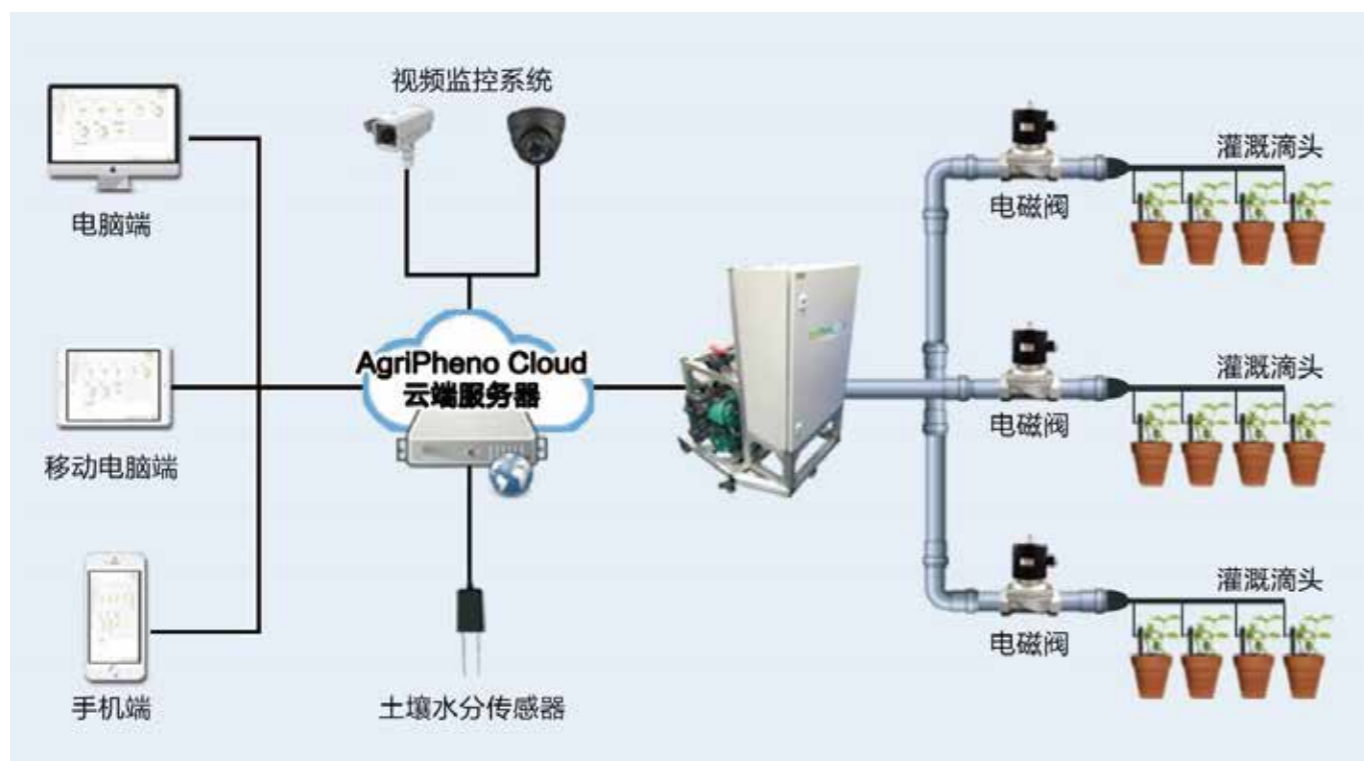 视频监控系统
电脑端
灌溉滴头
电磁阀
AgriPheno Cloud
云端服务器
灌溉滴头
电磁阀
移动电脑端
灌溉滴头
电磁阀
手机端
土壤水分传感器